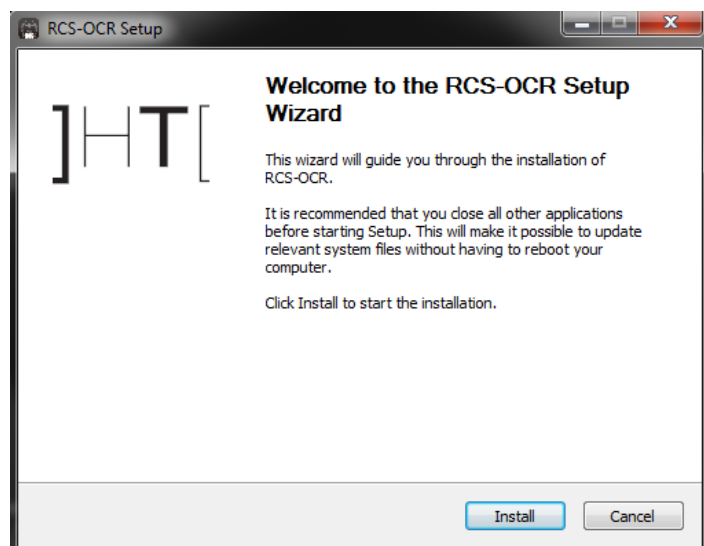 RCS-OCR Setup
Welcome to the RCS-OCR Setup
Wizard
]HT[
This wizard will guide you through the installation of
RCS-OCR.
It is recommended that you close all other applications
before starting Setup. This will make it possible to update
relevant system files without having to reboot your
computer.
Click Install to start the installation.
Install
Cancel